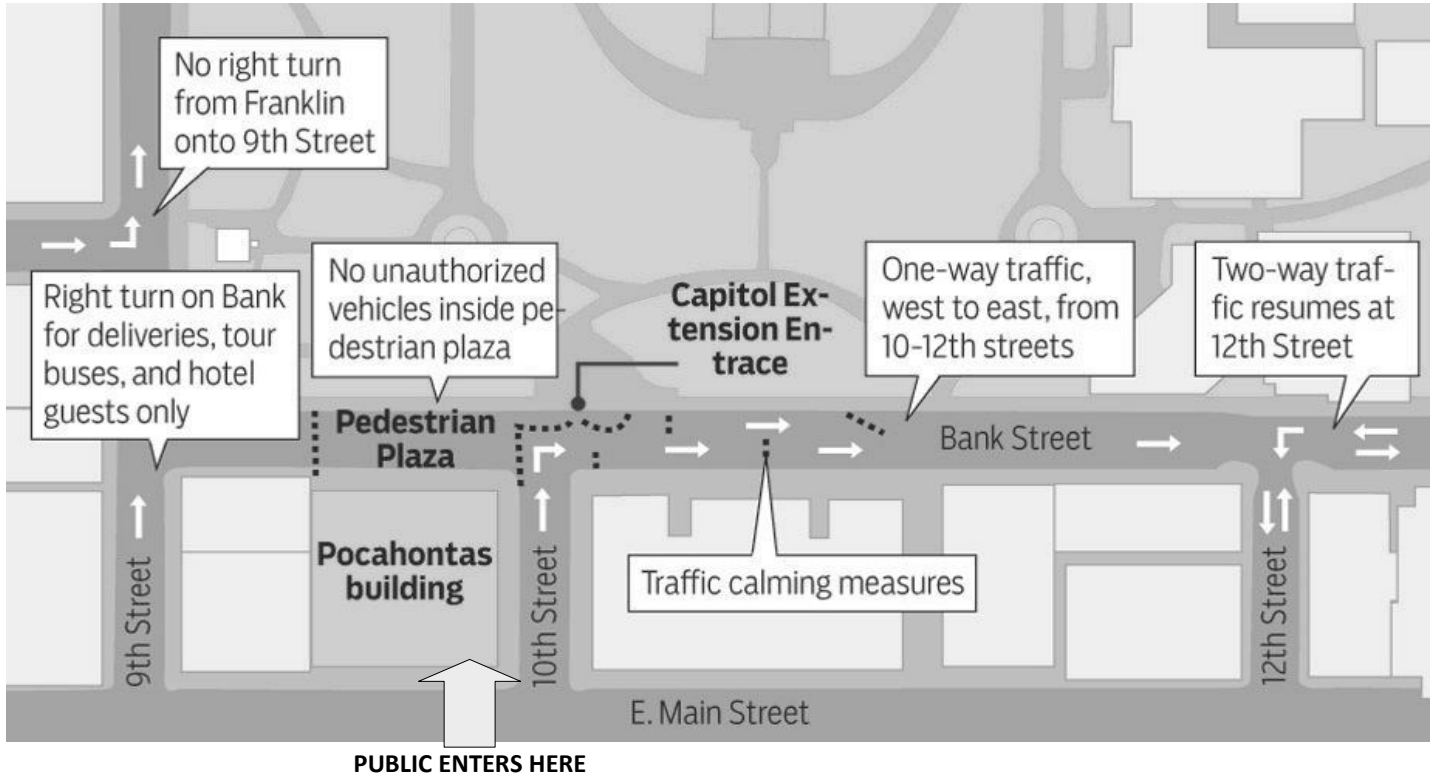 No right turn
from Franklin
onto 9th Street
Right turn on Bank
for deliveries, tour
buses, and hotel
guests only
No unauthorized
vehicles inside pe-
destrian plaza
Capitol Ex-
tension En-
trace
One-way traffic,
west to east, from
10-12th streets
Two-way traf-
fic resumes at
12th Street
Pedestrian
Plaza
Bank Street
Pocahontas
building
Traffic calming measures
9th Street
10th Street
12th Street
E. Main Street
PUBLIC ENTERS HERE